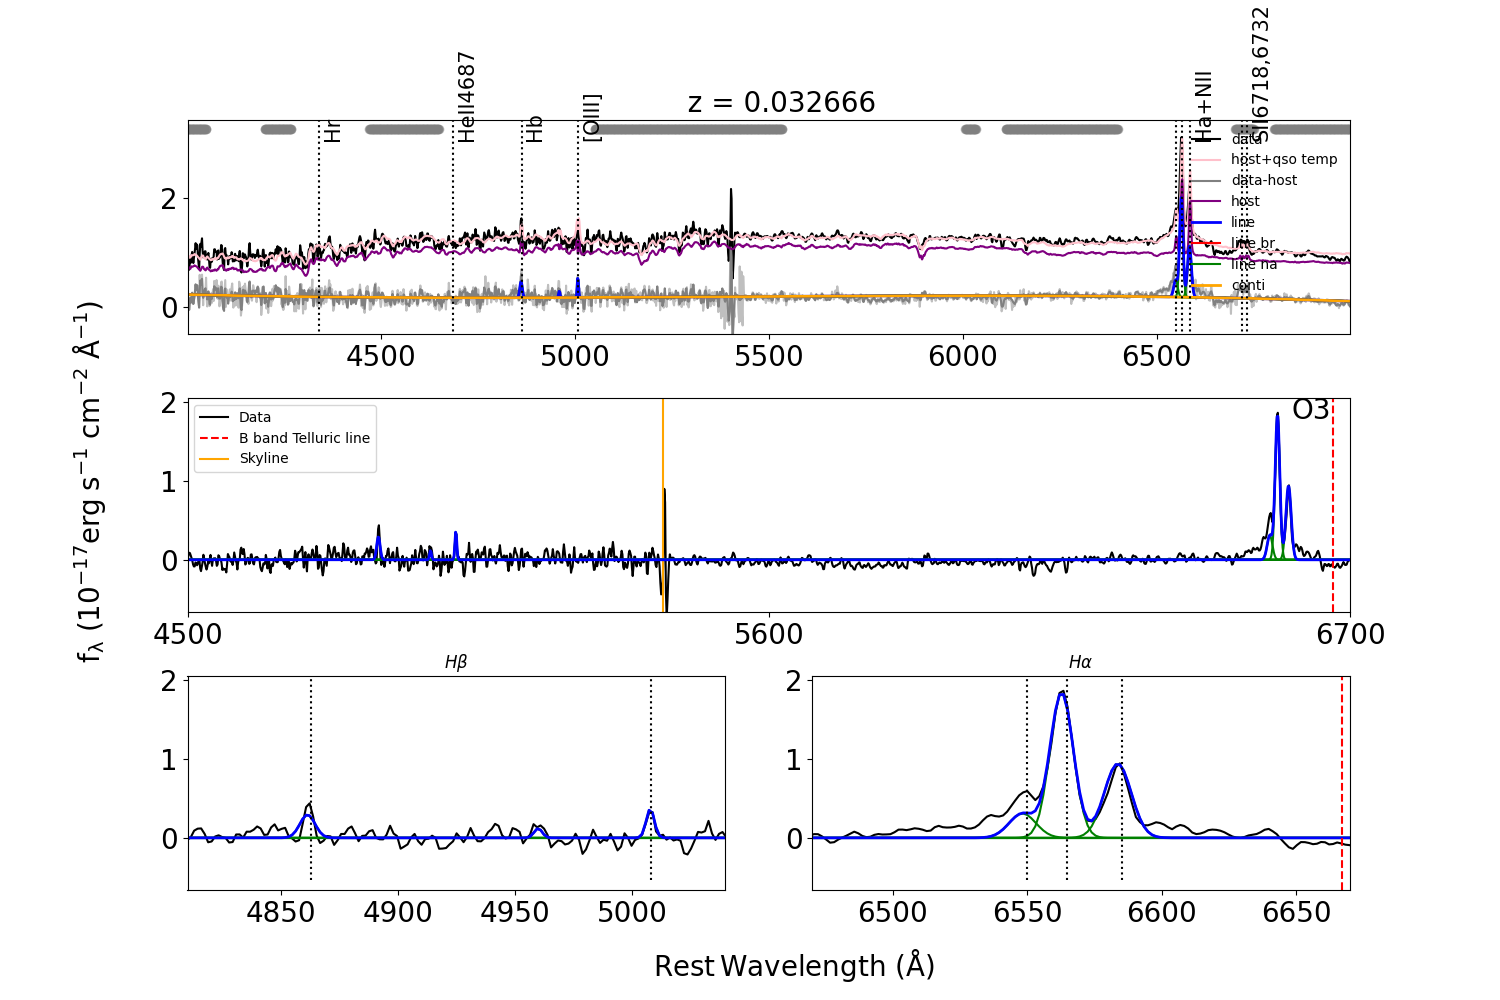 z = 0.032666
Hr
HeII4687
Hb
[OIII]
Ha+NII
SII6718,6732
data
host+qso temp
data-host
host
line
line br
line na
conti
2
0
4500 5000 5500 6000 6500
Data
B band Telluric line
Skyline
O3
2
1
0
4500 5600 6700
fλ (10−17erg s−1 cm−2 Å−1)
Hβ
2
1
0
4850 4900 4950 5000
Hα
2
1
0
6500 6550 6600 6650
Rest Wavelength (Å)